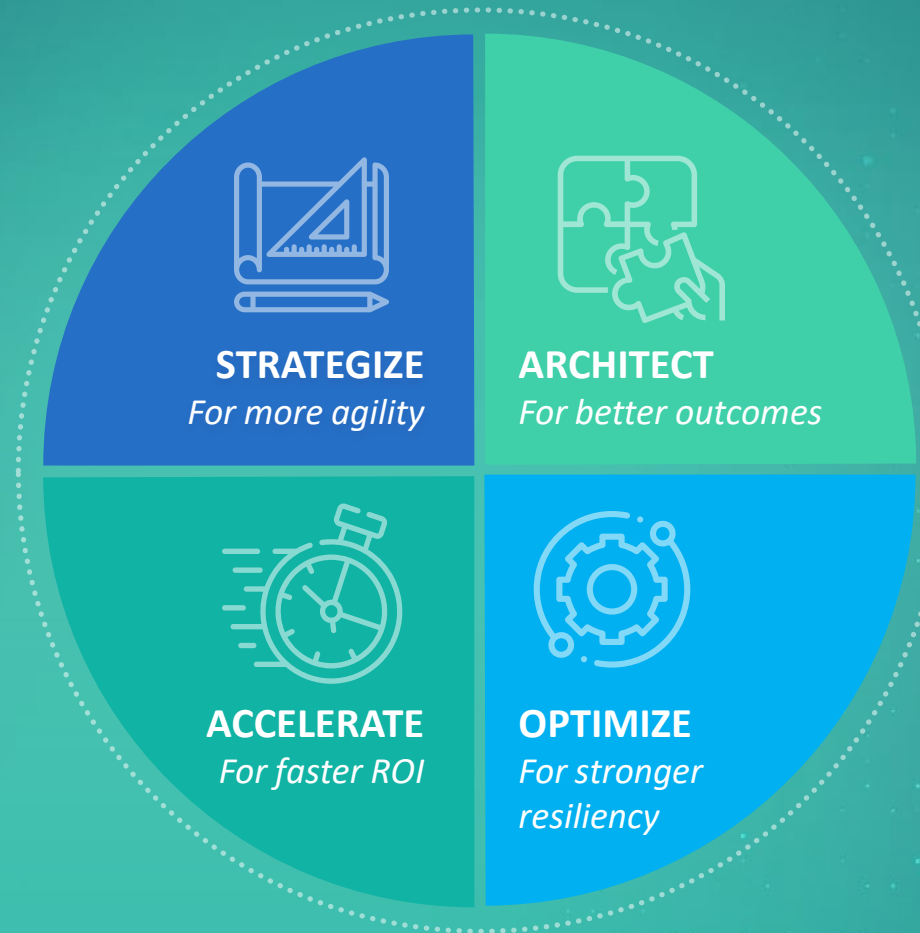 STRATEGIZE
For more agility
ARCHITECT
For better outcomes
ACCELERATE
For faster ROI
OPTIMIZE
For stronger
resiliency